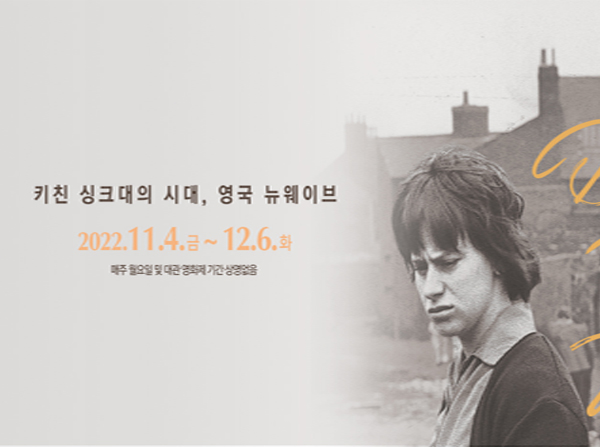 키친 싱크대의 시대, 영국 뉴웨이브
2022.11.4.금 ~ 12.6.화
매주 월요일 및 대관 영화제 기간 상영없음